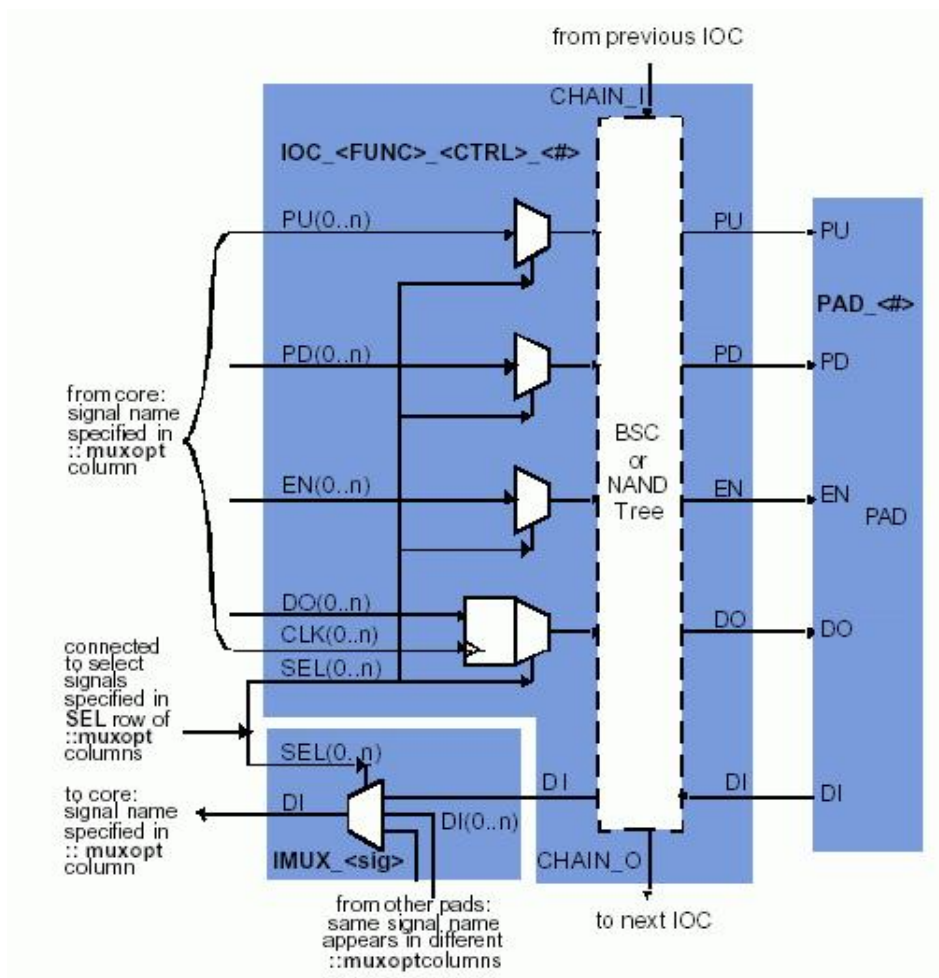 from previous IOC
CHAIN_I
IOC_<FUNC>_<CTRL>_<#>
PU(0..n)
PU
PU
PAD_<#>
PD(0..n)
PD
PD
from core:
signal name
specified in
:: muxopt
column
BSC
or
NAND
Tree
EN(0..n)
EN
EN
PAD
DO(0..n)
DO
DO
CLK(0..n)
SEL(0..n)
connected
to select
signals
specified in
SEL row of
::muxopt
columns
SEL(0..n)
DI
DI
DI
DI
DI(0..n)
to core:
signal name
specified in
:: muxopt
column
IMUX_<sig>
CHAIN_O
from other pads:
same signal name
appears in different
::muxoptcolumns
to next IOC